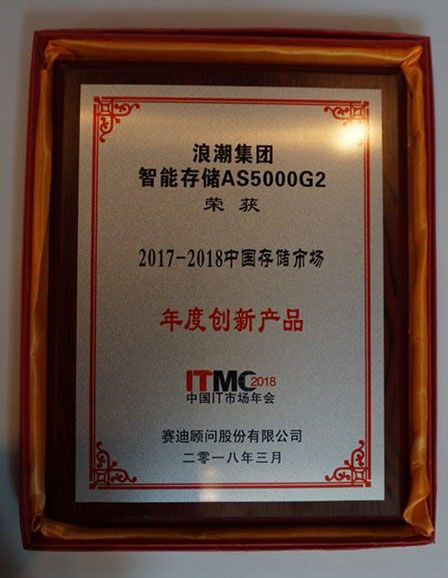 浪潮集团
智能存储AS5000G2
荣获
2017-2018中国存储市场
年度创新产品
ITMC2018
中国IT市场年会
赛迪顾问股份有限公司
二零一八年三月